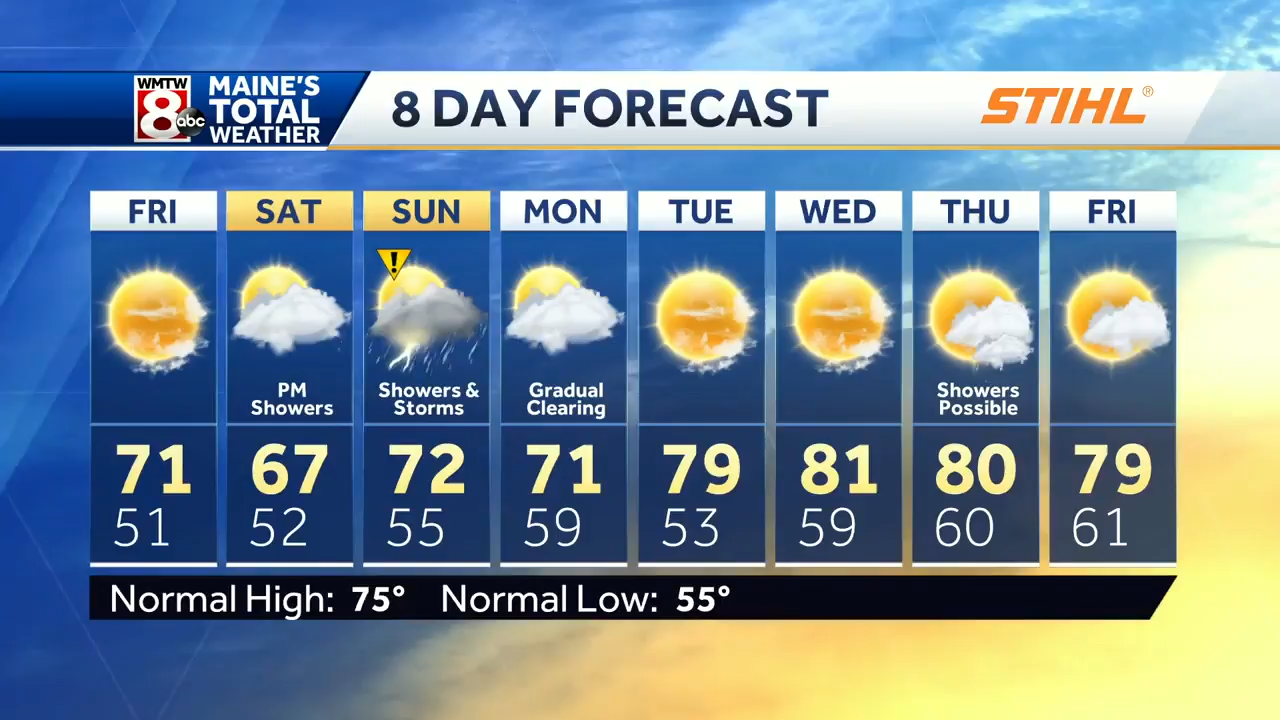 WMTW
8
abc
MAINE'S
TOTAL
WEATHER
8 DAY FORECAST
STIHL®
FRI SAT SUN MON TUE WED THU FRI
!
PM Showers
Showers & Storms
Gradual Clearing
Showers Possible
71 67 72 71 79 81 80 79
51 52 55 59 53 59 60 61
Normal High: 75° Normal Low: 55°